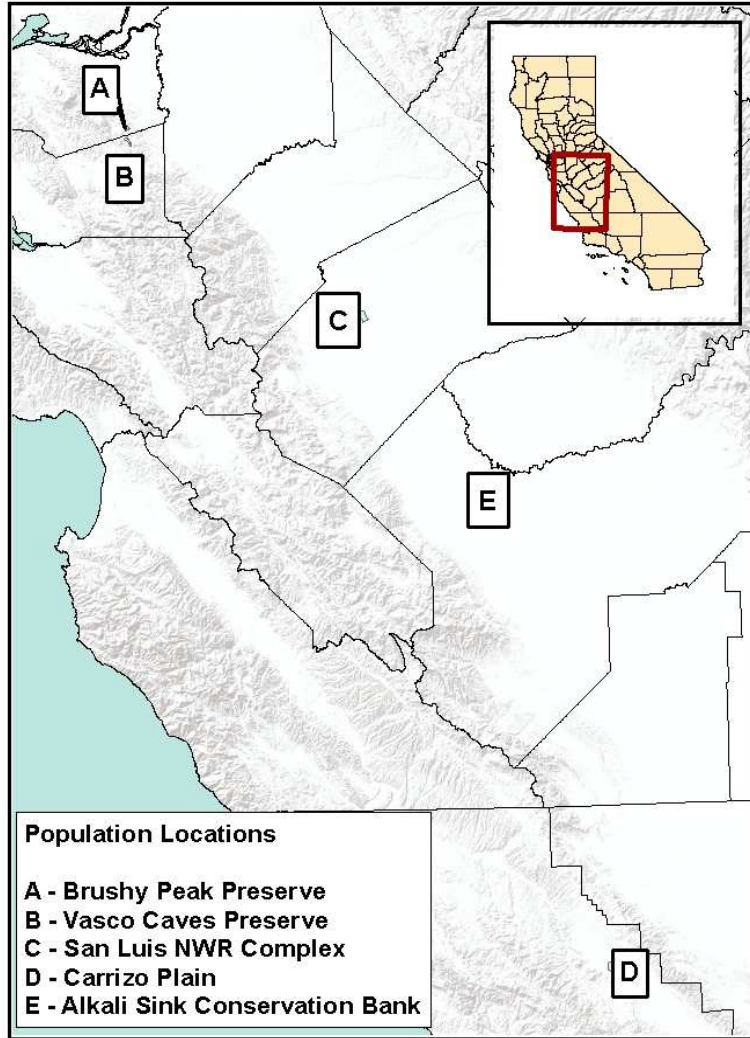 A
B
C
E
Population Locations
A - Brushy Peak Preserve
B - Vasco Caves Preserve
C - San Luis NWR Complex
D - Carrizo Plain
E - Alkali Sink Conservation Bank
D